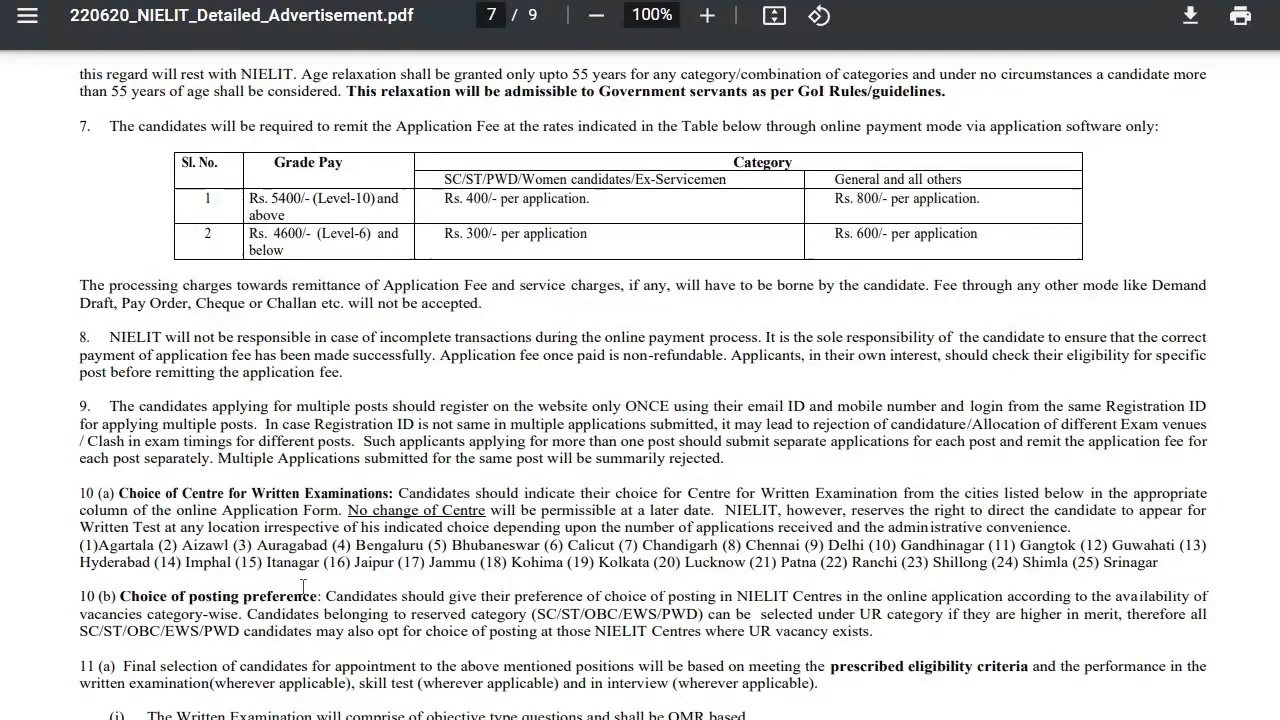 220620_NIELIT_Detailed_Advertisement.pdf 7 / 9 100%
this regard will rest with NIELIT. Age relaxation shall be granted only upto 55 years for any category/combination of categories and under no circumstances a candidate more
than 55 years of age shall be considered. This relaxation will be admissible to Government servants as per GoI Rules/guidelines.
7. The candidates will be required to remit the Application Fee at the rates indicated in the Table below through online payment mode via application software only:
Sl. No. Grade Pay Category
SC/ST/PWD/Women candidates/Ex-Servicemen General and all others
1 Rs. 5400/- (Level-10) and Rs. 400/- per application. Rs. 800/- per application.
above
2 Rs. 4600/- (Level-6) and Rs. 300/- per application Rs. 600/- per application
below
The processing charges towards remittance of Application Fee and service charges, if any, will have to be borne by the candidate. Fee through any other mode like Demand
Draft, Pay Order, Cheque or Challan etc. will not be accepted.
8. NIELIT will not be responsible in case of incomplete transactions during the online payment process. It is the sole responsibility of the candidate to ensure that the correct
payment of application fee has been made successfully. Application fee once paid is non-refundable. Applicants, in their own interest, should check their eligibility for specific
post before remitting the application fee.
9. The candidates applying for multiple posts should register on the website only ONCE using their email ID and mobile number and login from the same Registration ID
for applying multiple posts. In case Registration ID is not same in multiple applications submitted, it may lead to rejection of candidature/Allocation of different Exam venues
/ Clash in exam timings for different posts. Such applicants applying for more than one post should submit separate applications for each post and remit the application fee for
each post separately. Multiple Applications submitted for the same post will be summarily rejected.
10 (a) Choice of Centre for Written Examinations: Candidates should indicate their choice for Centre for Written Examination from the cities listed below in the appropriate
column of the online Application Form. No change of Centre will be permissible at a later date. NIELIT, however, reserves the right to direct the candidate to appear for
Written Test at any location irrespective of his indicated choice depending upon the number of applications received and the administrative convenience.
(1)Agartala (2) Aizawl (3) Auragabad (4) Bengaluru (5) Bhubaneswar (6) Calicut (7) Chandigarh (8) Chennai (9) Delhi (10) Gandhinagar (11) Gangtok (12) Guwahati (13)
Hyderabad (14) Imphal (15) Itanagar (16) Jaipur (17) Jammu (18) Kohima (19) Kolkata (20) Lucknow (21) Patna (22) Ranchi (23) Shillong (24) Shimla (25) Srinagar
10 (b) Choice of posting preference: Candidates should give their preference of choice of posting in NIELIT Centres in the online application according to the availability of
vacancies category-wise. Candidates belonging to reserved category (SC/ST/OBC/EWS/PWD) can be selected under UR category if they are higher in merit, therefore all
SC/ST/OBC/EWS/PWD candidates may also opt for choice of posting at those NIELIT Centres where UR vacancy exists.
11 (a) Final selection of candidates for appointment to the above mentioned positions will be based on meeting the prescribed eligibility criteria and the performance in the
written examination(wherever applicable), skill test (wherever applicable) and in interview (wherever applicable).
(i) The Written Examination will comprise of objective type questions and shall be OMR based